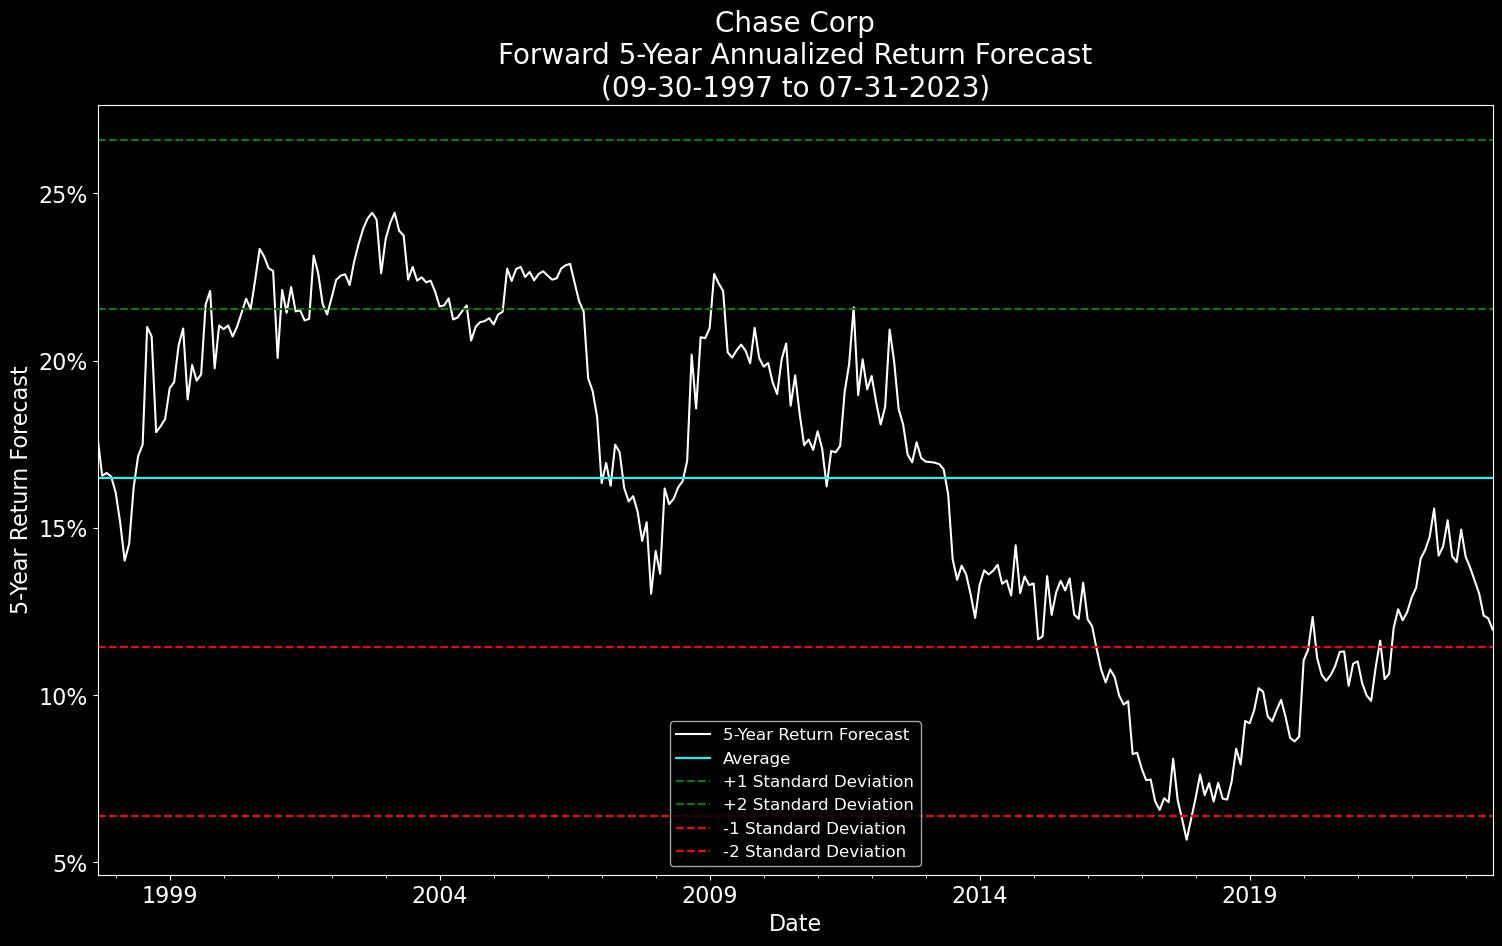 Chase Corp
Forward 5-Year Annualized Return Forecast
(09-30-1997 to 07-31-2023)
5-Year Return Forecast
25%
20%
15%
10%
5%
5-Year Return Forecast
Average
+1 Standard Deviation
+2 Standard Deviation
-1 Standard Deviation
-2 Standard Deviation
1999
2004
2009
2014
2019
Date